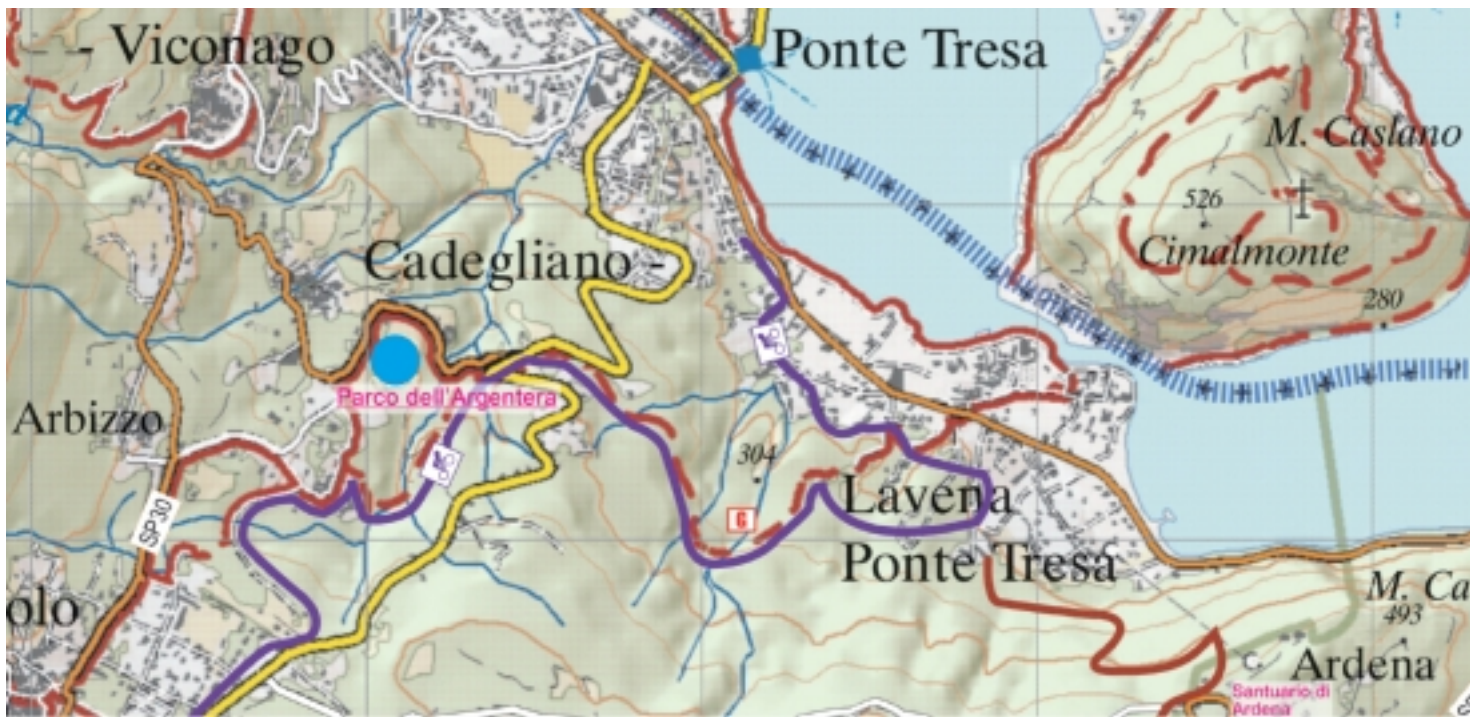 - Viconago
Ponte Tresa
M. Caslano
526
Cimalmonte
280
Cadegliano -
Parco dell'Argentera
Arbizzo
SP30
304
G
Lavena
Ponte Tresa
olo
M. Ca
493
C.
Ardena
Santuario di
Ardena